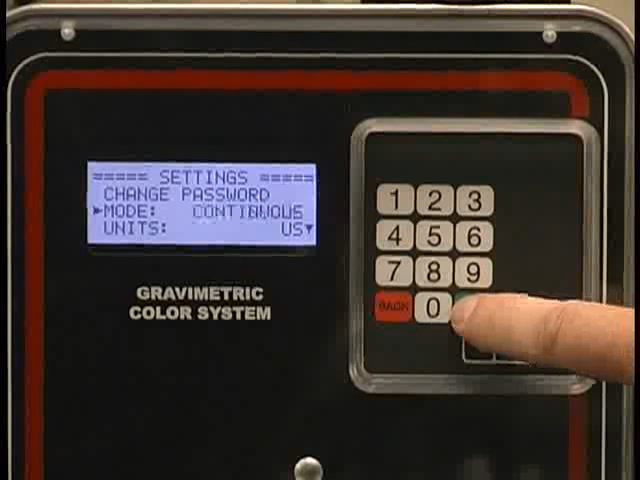 ===== SETTINGS =====
CHANGE PASSWORD
►MODE: CONTINUOUS
UNITS: US▼
GRAVIMETRIC
COLOR SYSTEM
1 2 3
4 5 6
7 8 9
BACK 0